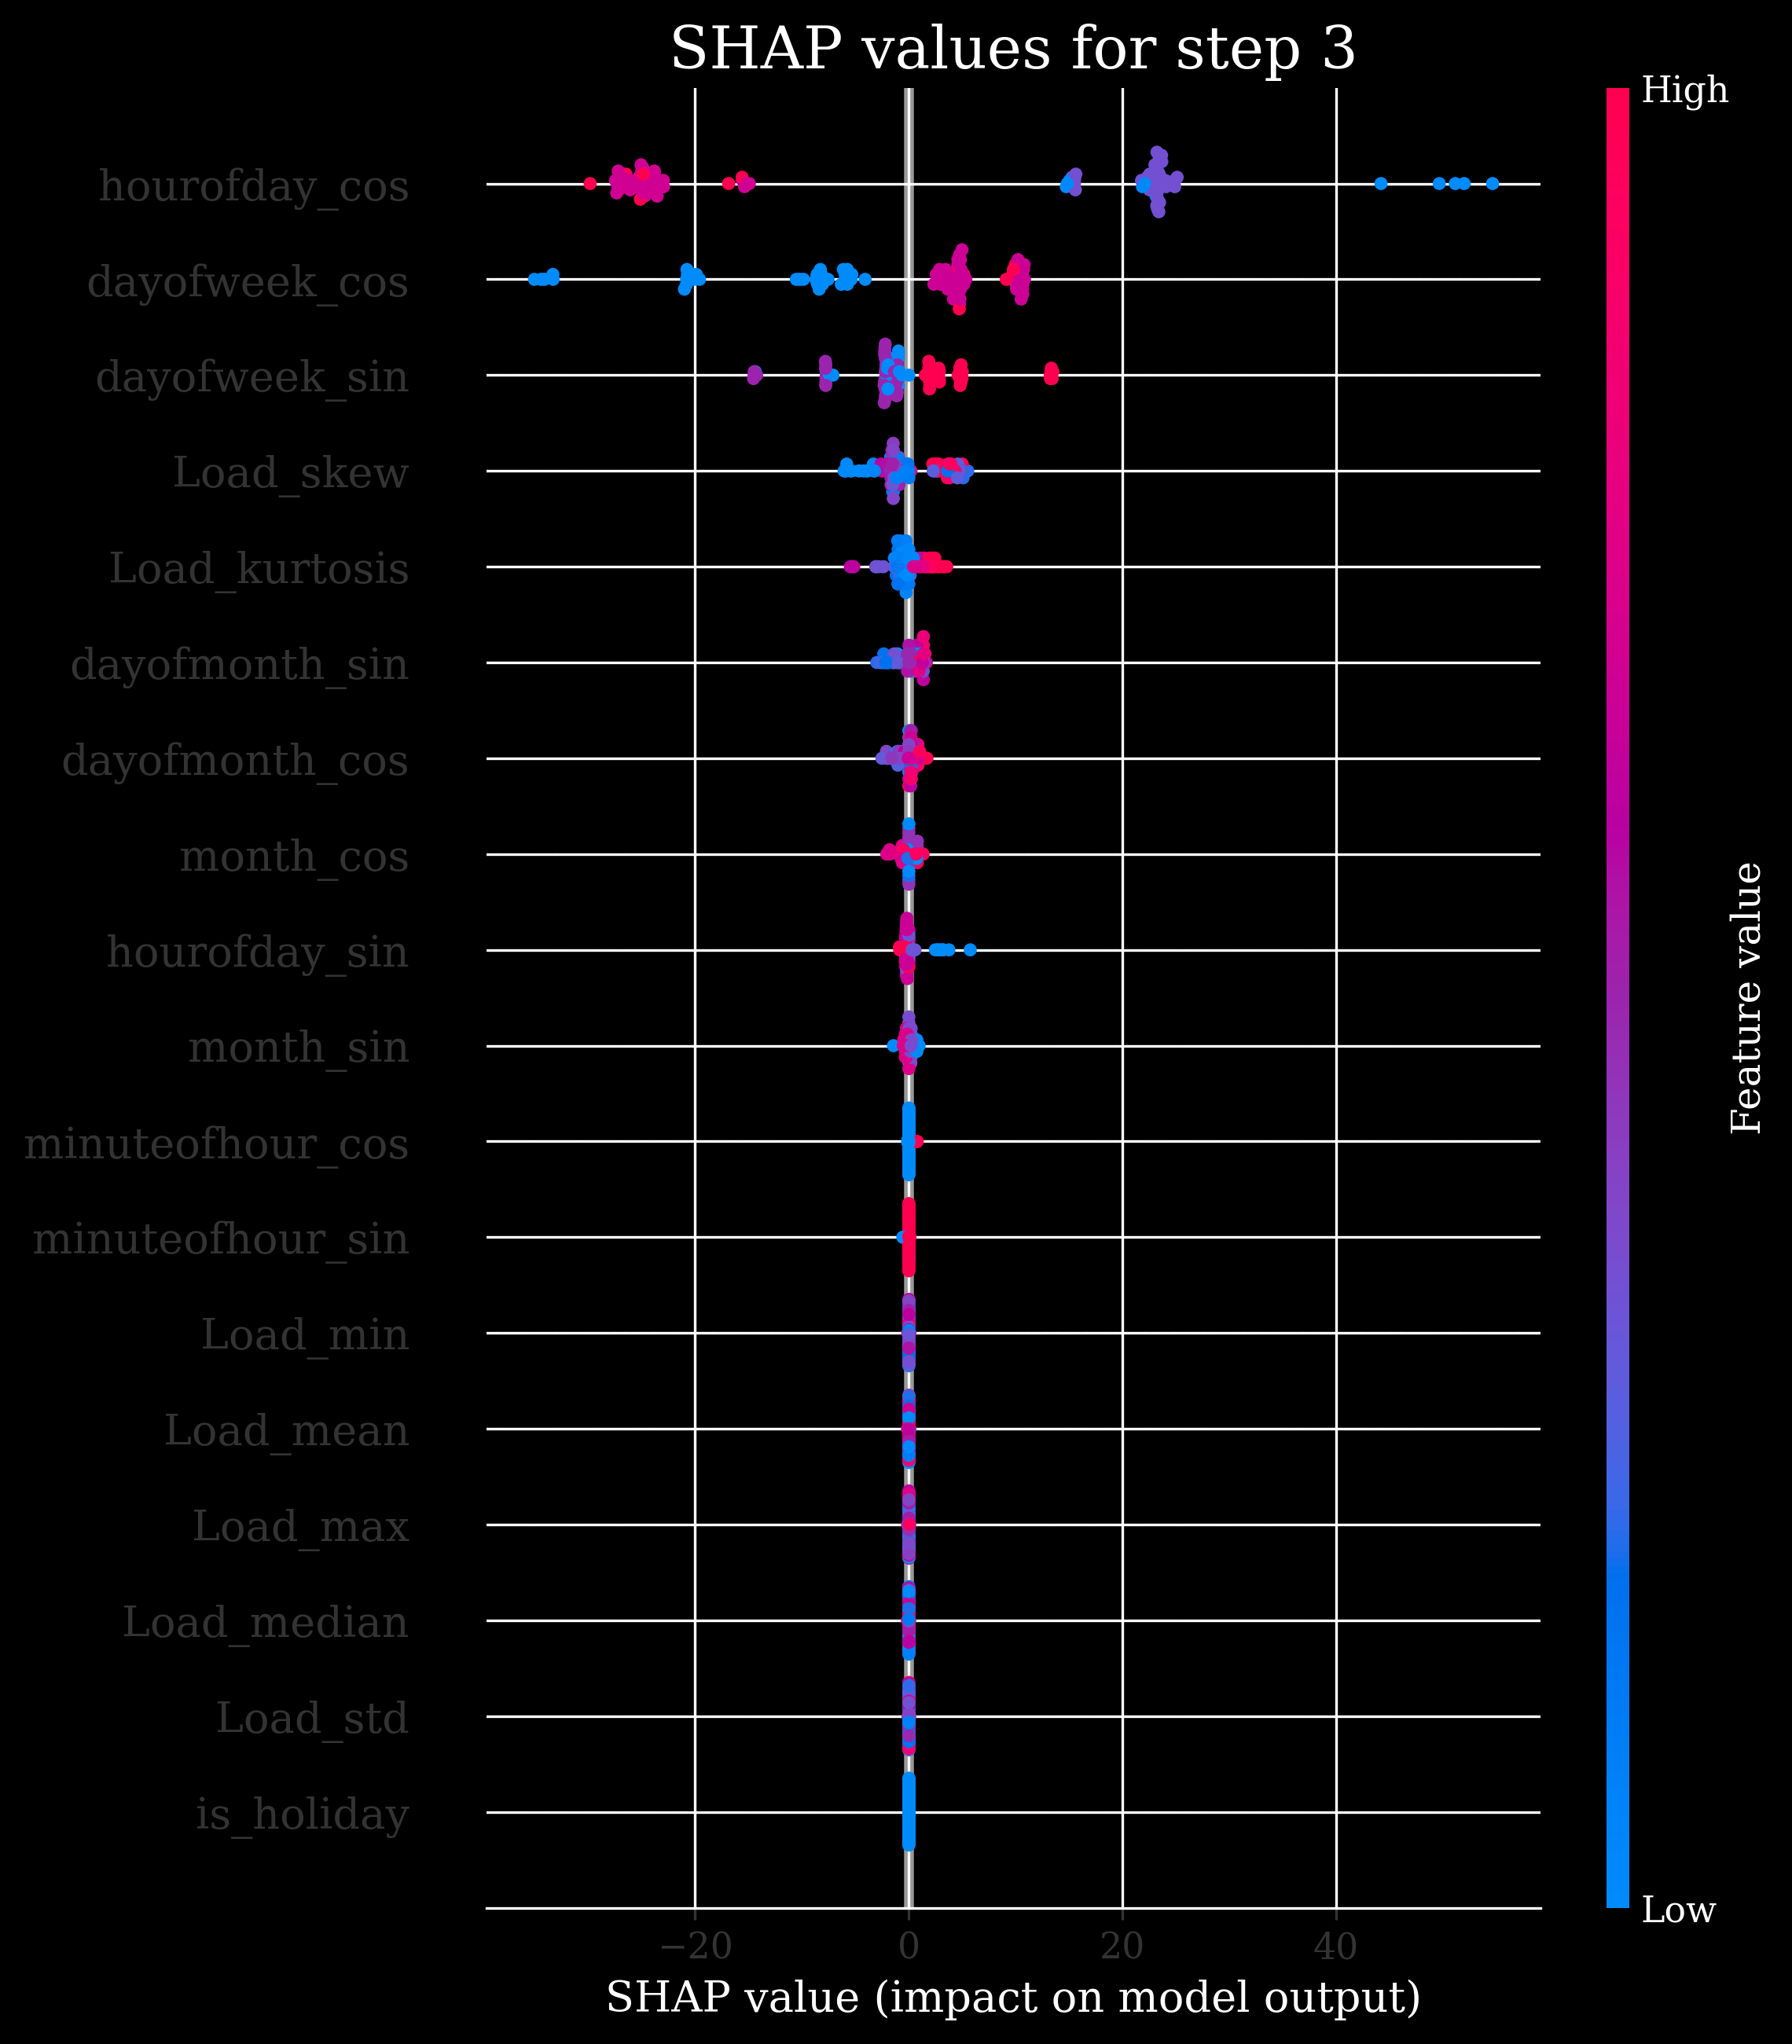 SHAP values for step 3
High
hourofday_cos
dayofweek_cos
dayofweek_sin
Load_skew
Load_kurtosis
dayofmonth_sin
dayofmonth_cos
month_cos
hourofday_sin
month_sin
minuteofhour_cos
minuteofhour_sin
Load_min
Load_mean
Load_max
Load_median
Load_std
is_holiday
Feature value
Low
−20 0 20 40
SHAP value (impact on model output)